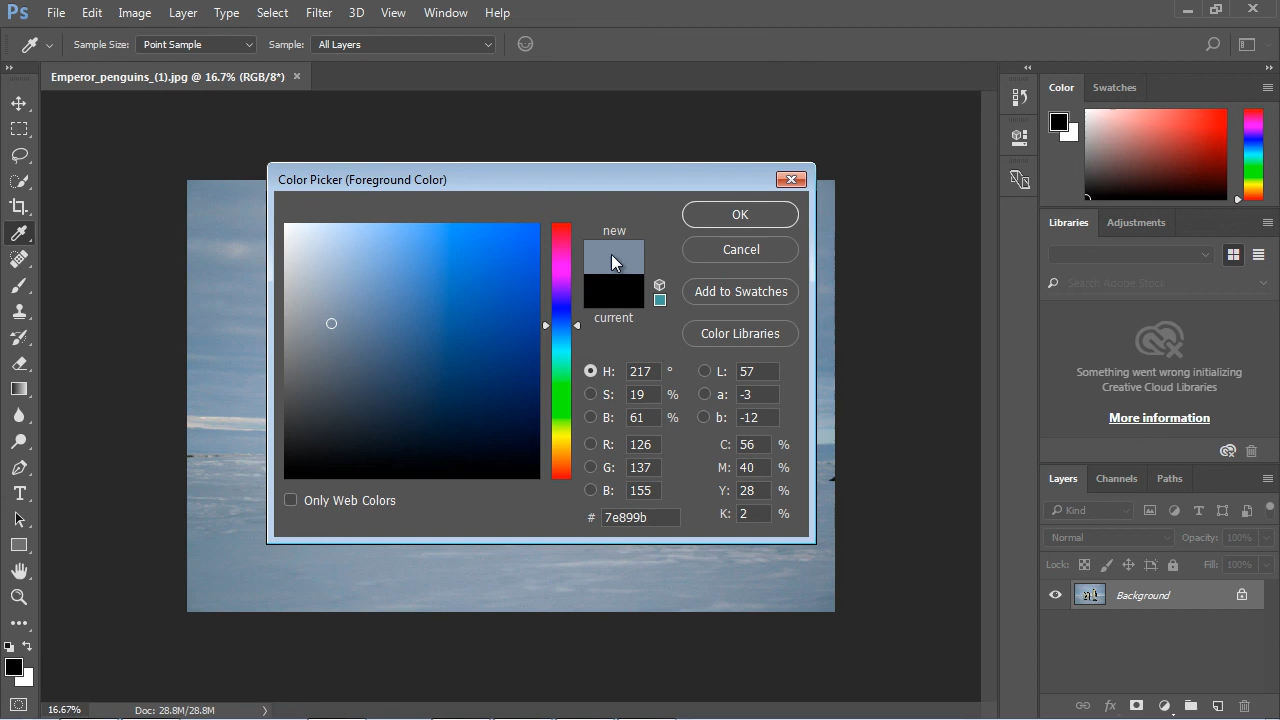 Ps File Edit Image Layer Type Select Filter 3D View Window Help
Sample Size: Point Sample Sample: All Layers
Emperor_penguins_(1).jpg @ 16.7% (RGB/8*) ×
Color Swatches
Color Picker (Foreground Color)
new
current
OK
Cancel
Add to Swatches
Color Libraries
H: 217 °
S: 19 %
B: 61 %
R: 126
G: 137
B: 155
# 7e899b
L: 57
a: -3
b: -12
C: 56 %
M: 40 %
Y: 28 %
K: 2 %
Only Web Colors
Libraries Adjustments
Search Adobe Stock
Something went wrong initializing
Creative Cloud Libraries
More information
Layers Channels Paths
Kind
Normal Opacity: 100%
Lock: Fill: 100%
Background
16.67% Doc: 28.8M/28.8M